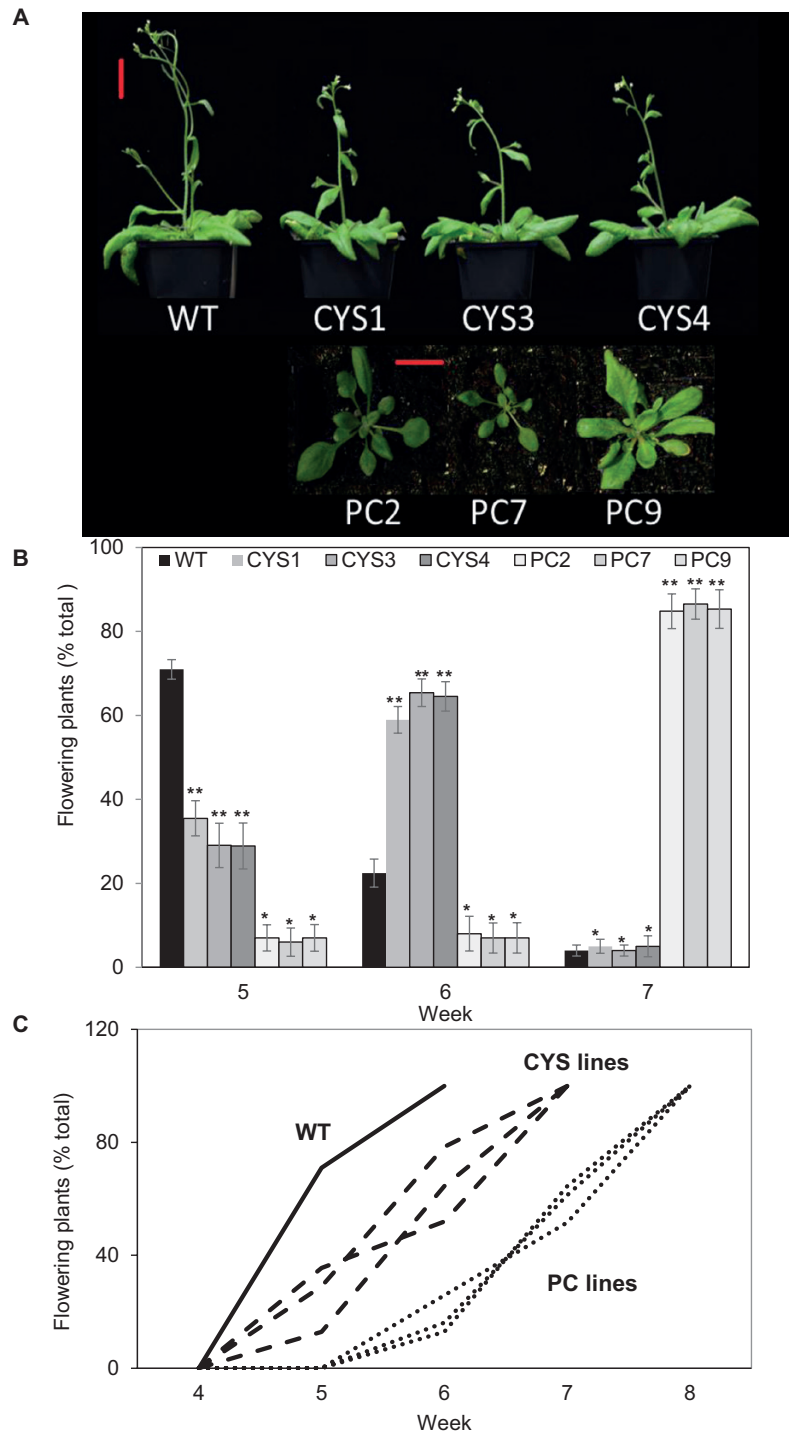 A
WT CYS1 CYS3 CYS4
PC2 PC7 PC9
B
Flowering plants (% total )
100
80
60
40
20
0
WT CYS1 CYS3 CYS4 PC2 PC7 PC9
** ** ** * * *
** ** ** * * *
* * * ** ** **
5 6 7
Week
C
Flowering plants (% total)
120
80
40
0
WT
CYS lines
PC lines
4 5 6 7 8
Week